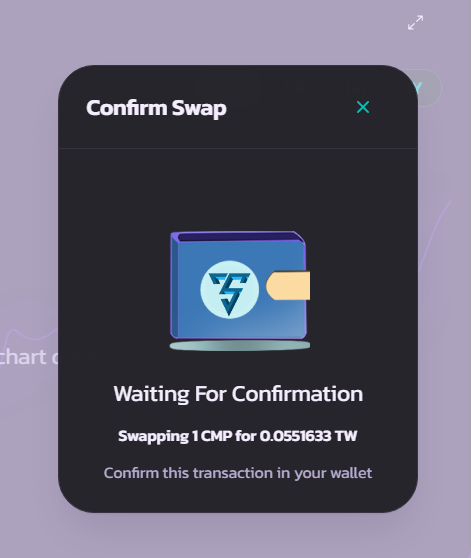 Confirm Swap
chart
Waiting For Confirmation
Swapping 1 CMP for 0.0551633 TW
Confirm this transaction in your wallet